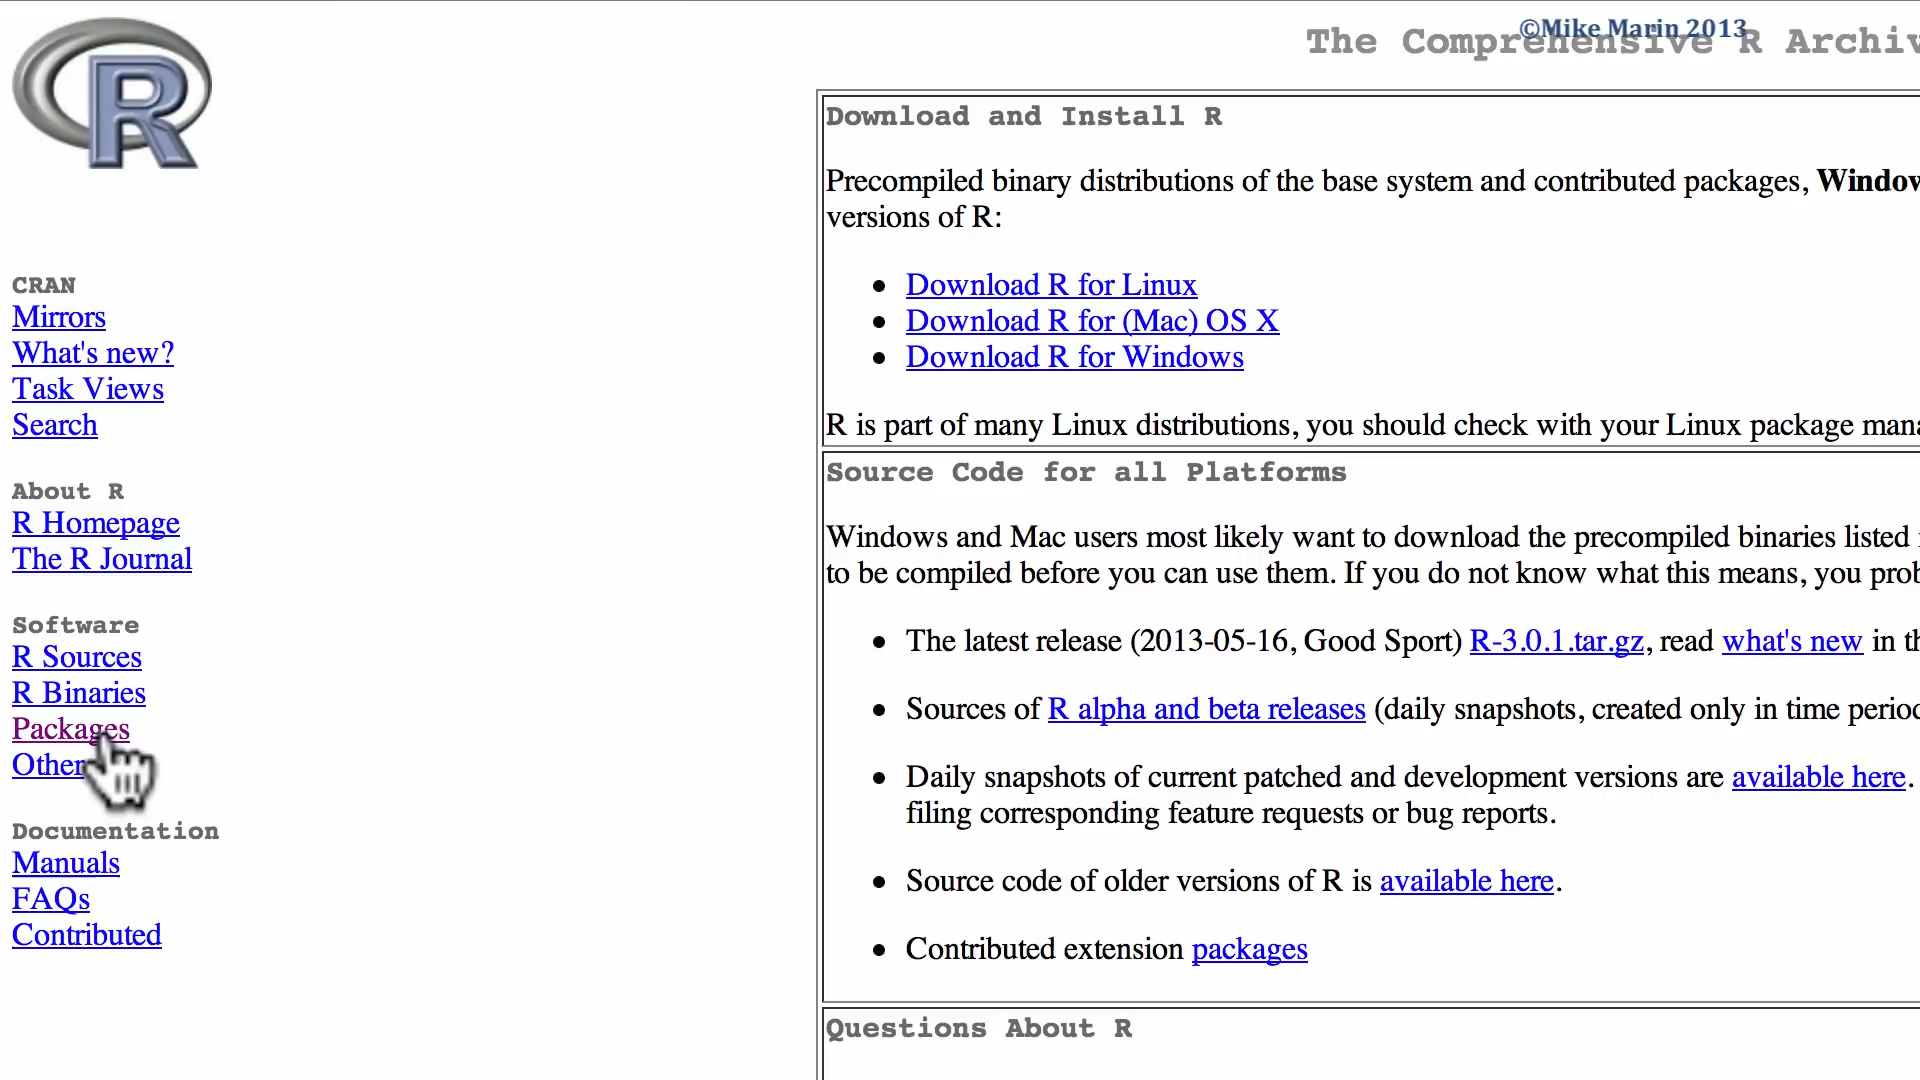 R
©Mike Marin 2013
The Comprehensive R Archiv
CRAN
Mirrors
What's new?
Task Views
Search
About R
R Homepage
The R Journal
Software
R Sources
R Binaries
Packages
Other
Documentation
Manuals
FAQs
Contributed
Download and Install R
Precompiled binary distributions of the base system and contributed packages, Window
versions of R:
• Download R for Linux
• Download R for (Mac) OS X
• Download R for Windows
R is part of many Linux distributions, you should check with your Linux package mana
Source Code for all Platforms
Windows and Mac users most likely want to download the precompiled binaries listed
to be compiled before you can use them. If you do not know what this means, you prob
• The latest release (2013-05-16, Good Sport) R-3.0.1.tar.gz, read what's new in th
• Sources of R alpha and beta releases (daily snapshots, created only in time period
• Daily snapshots of current patched and development versions are available here.
filing corresponding feature requests or bug reports.
• Source code of older versions of R is available here.
• Contributed extension packages
Questions About R